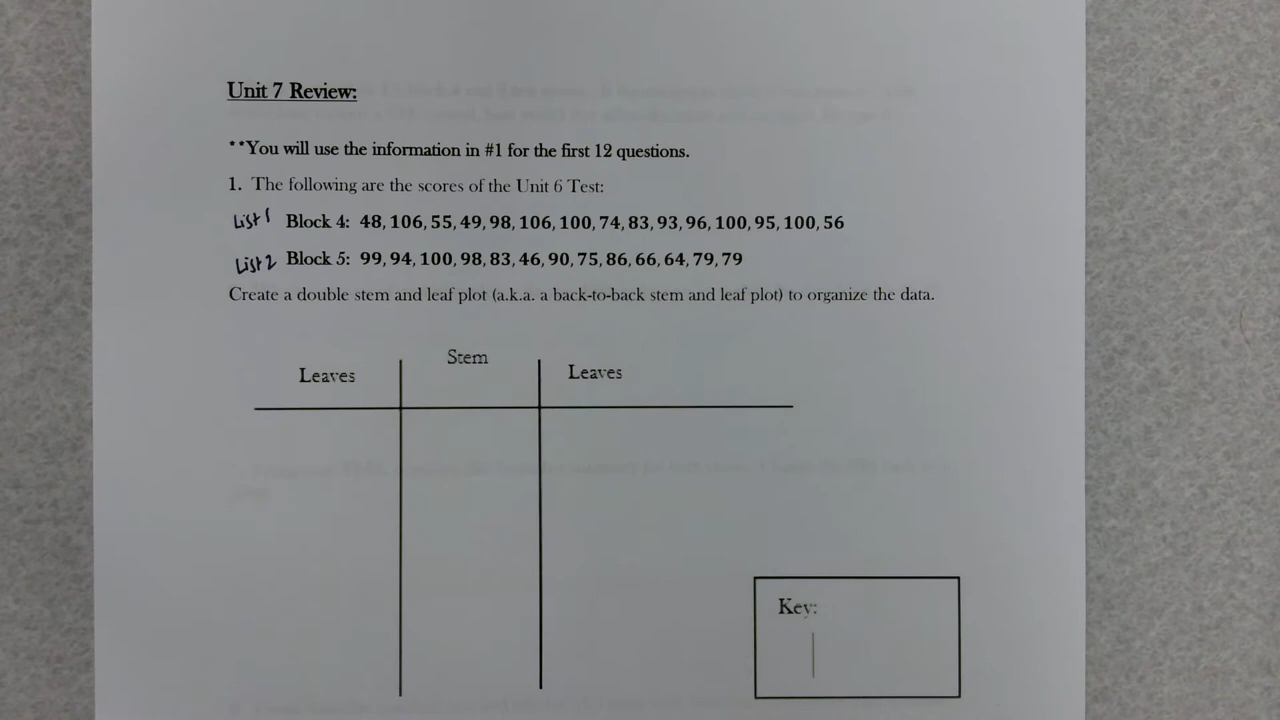 Unit 7 Review:
**You will use the information in #1 for the first 12 questions.
1. The following are the scores of the Unit 6 Test:
List 1 Block 4: 48, 106, 55, 49, 98, 106, 100, 74, 83, 93, 96, 100, 95, 100, 56
List 2 Block 5: 99, 94, 100, 98, 83, 46, 90, 75, 86, 66, 64, 79, 79
Create a double stem and leaf plot (a.k.a. a back-to-back stem and leaf plot) to organize the data.
Leaves Stem Leaves
Key: